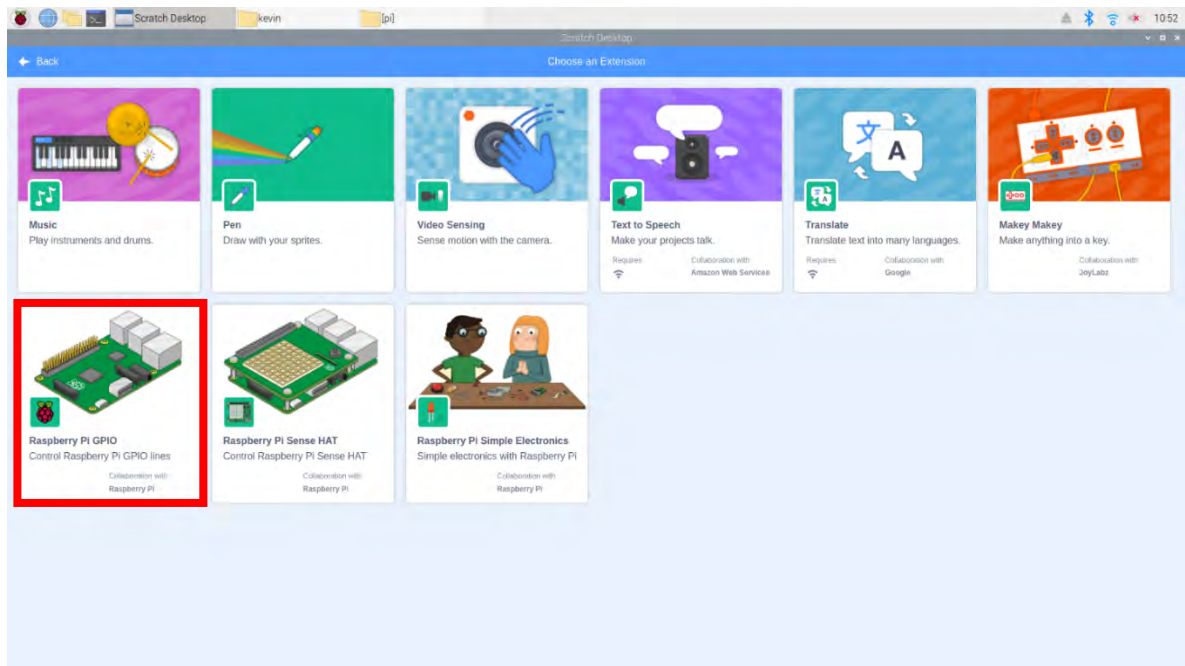 Scratch Desktop
kevin
[pi]
10:52
Scratch Desktop
Back
Choose an Extension
文
A
Music
Play instruments and drums.
Pen
Draw with your sprites.
Video Sensing
Sense motion with the camera.
Text to Speech
Make your projects talk.
Requires
Collaboration with
Amazon Web Services
Translate
Translate text into many languages.
Requires
Collaboration with
Google
Makey Makey
Make anything into a key.
Collaboration with
JoyLabz
Raspberry Pi GPIO
Control Raspberry Pi GPIO lines
Collaboration with
Raspberry Pi
Raspberry Pi Sense HAT
Control Raspberry Pi Sense HAT
Collaboration with
Raspberry Pi
Raspberry Pi Simple Electronics
Simple electronics with Raspberry Pi
Collaboration with
Raspberry Pi